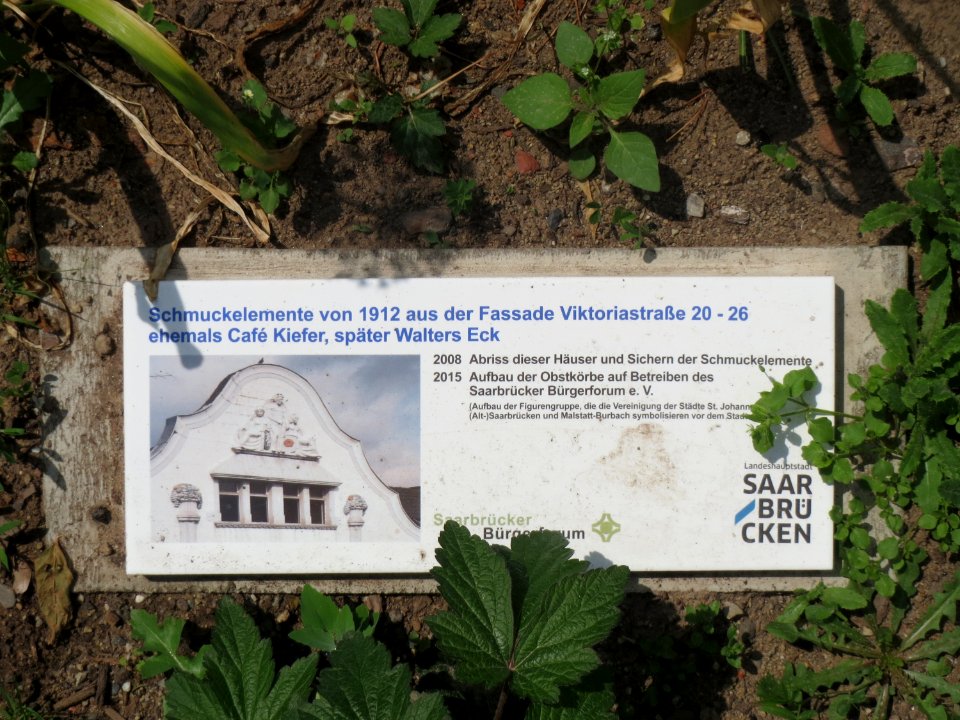 Schmuckelemente von 1912 aus der Fassade Viktoriastraße 20 - 26
ehemals Café Kiefer, später Walters Eck
2008 Abriss dieser Häuser und Sichern der Schmuckelemente
2015 Aufbau der Obstkörbe auf Betreiben des
Saarbrücker Bürgerforum e. V.
(Aufbau der Figurengruppe, die die Vereinigung der Städte St.
(Alt-)Saarbrücken und Malstatt-Burbach symbolisieren vor dem
Saarbrücker
Bürgerforum
Landeshauptstadt
SAAR
BRÜ
CKEN